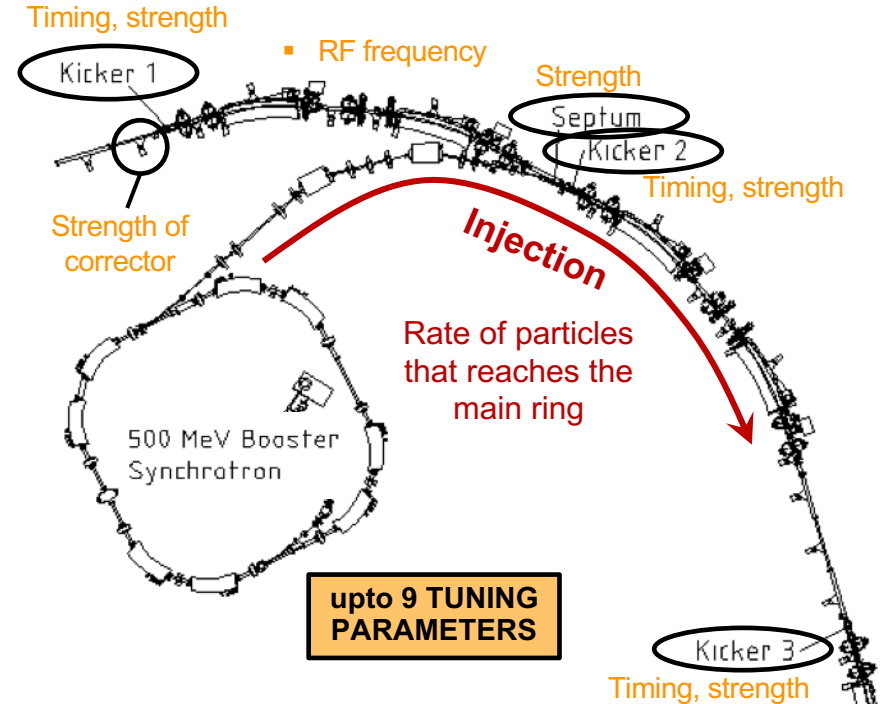 Timing, strength
Kicker 1
▪ RF frequency
Strength
Septum
Kicker 2
Timing, strength
Strength of
corrector
Injection
Rate of particles
that reaches the
main ring
500 MeV Booster
Synchrotron
upto 9 TUNING
PARAMETERS
Kicker 3
Timing, strength